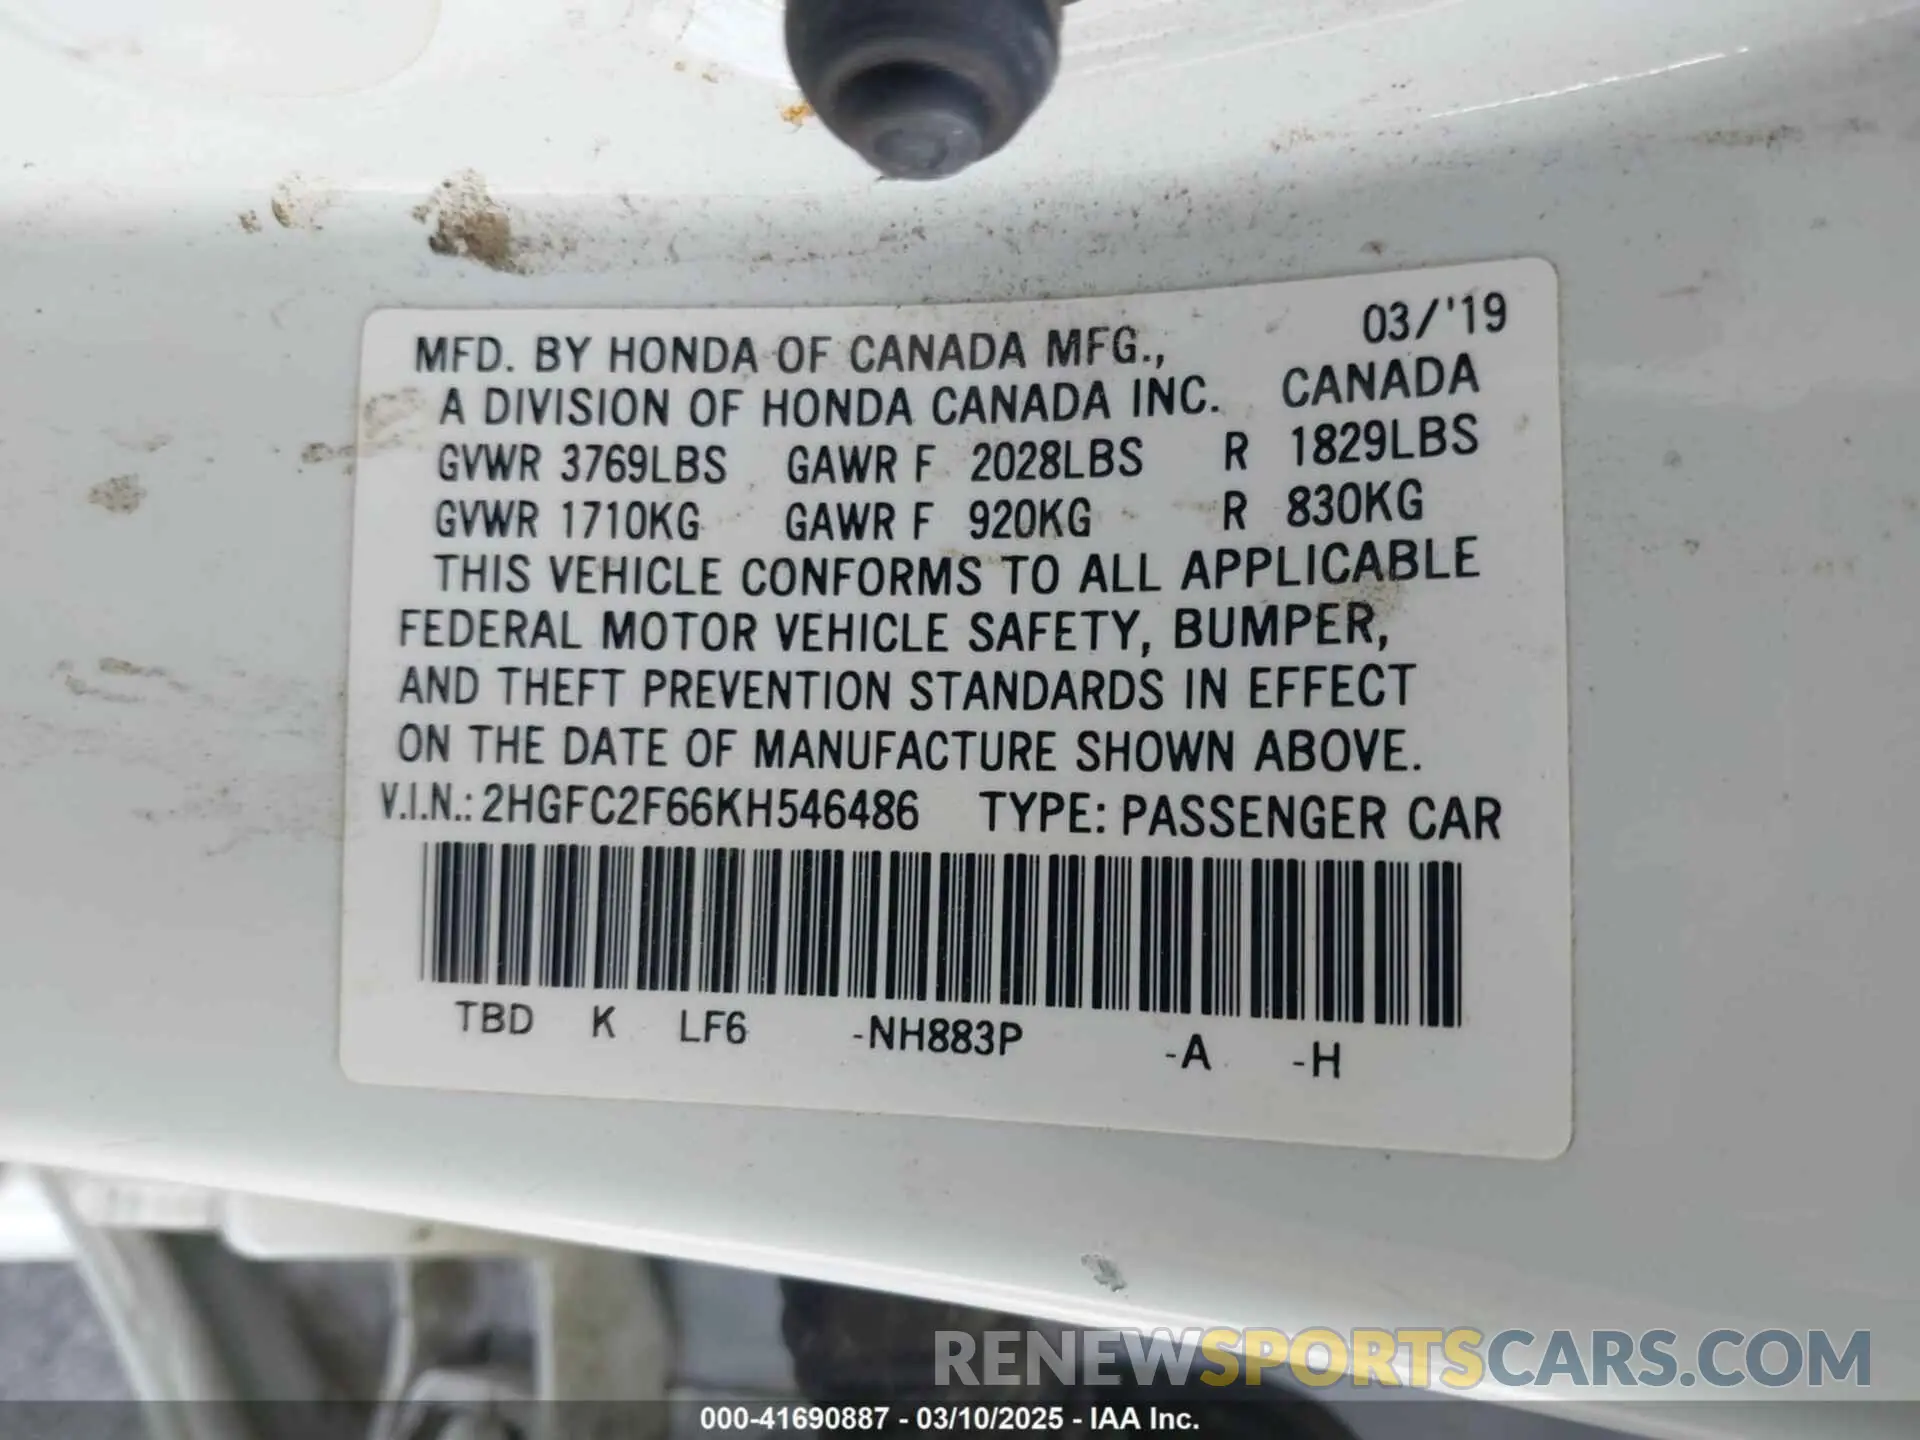 03/'19
MFD. BY HONDA OF CANADA MFG.,
A DIVISION OF HONDA CANADA INC. CANADA
GVWR 3769LBS GAWR F 2028LBS R 1829LBS
GVWR 1710KG GAWR F 920KG R 830KG
THIS VEHICLE CONFORMS TO ALL APPLICABLE
FEDERAL MOTOR VEHICLE SAFETY, BUMPER,
AND THEFT PREVENTION STANDARDS IN EFFECT
ON THE DATE OF MANUFACTURE SHOWN ABOVE.
V.I.N.: 2HGFC2F66KH546486 TYPE: PASSENGER CAR
TBD K LF6 -NH883P -A -H
RENEWSPORTSCARS.COM
000-41690887 - 03/10/2025 - IAA Inc.